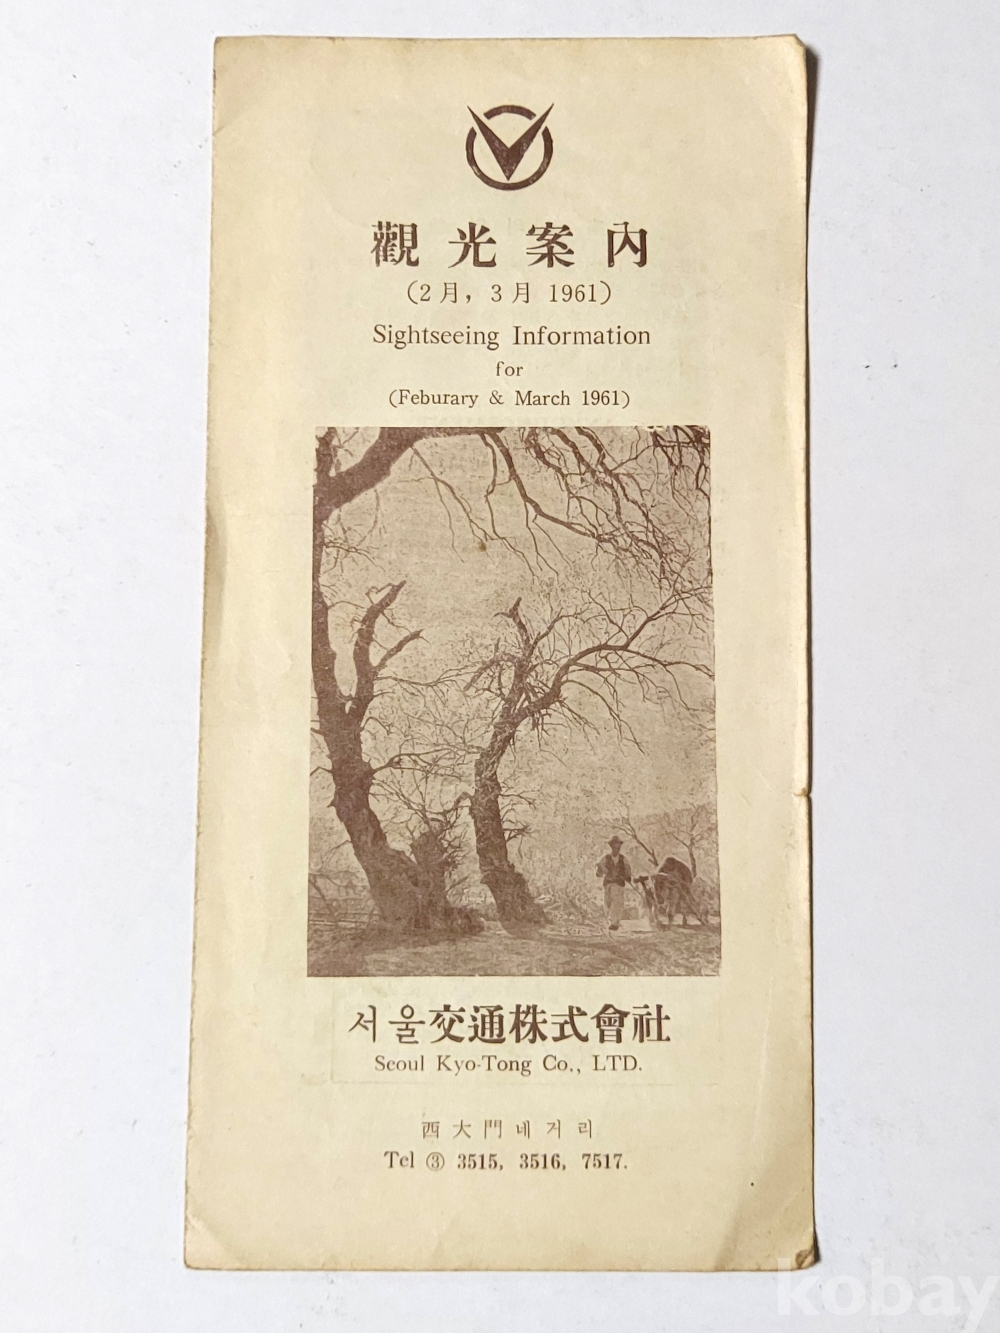 觀光案內
(2月, 3月 1961)
Sightseeing Information
for
(Feburary & March 1961)
서울交通株式會社
Seoul Kyo-Tong Co., LTD.
西大門네거리
Tel ③ 3515, 3516, 7517.
kobay